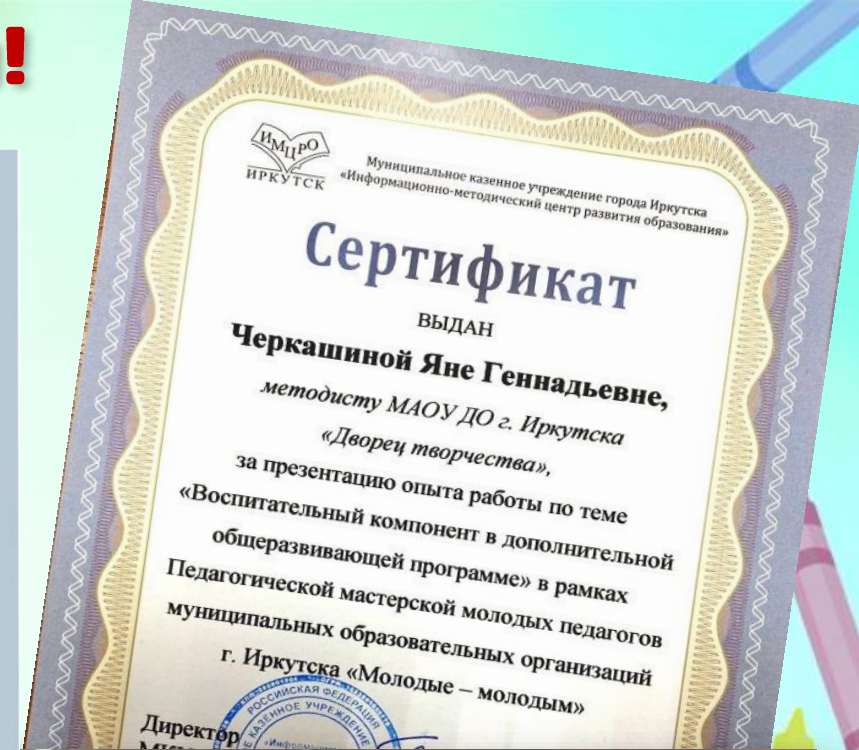 !
ИМЦРО
ИРКУТСК
Муниципальное казенное учреждение города Иркутска
«Информационно-методический центр развития образования»
Сертификат
ВЫДАН
Черкашиной Яне Геннадьевне,
методисту МАОУ ДО г. Иркутска
«Дворец творчества»,
за презентацию опыта работы по теме
«Воспитательный компонент в дополнительной
общеразвивающей программе» в рамках
Педагогической мастерской молодых педагогов
муниципальных образовательных организаций
г. Иркутска «Молодые – молодым»
РОССИЙСКАЯ ФЕДЕРАЦИЯ
КАЗЕННОЕ УЧРЕЖДЕНИЕ
Директор